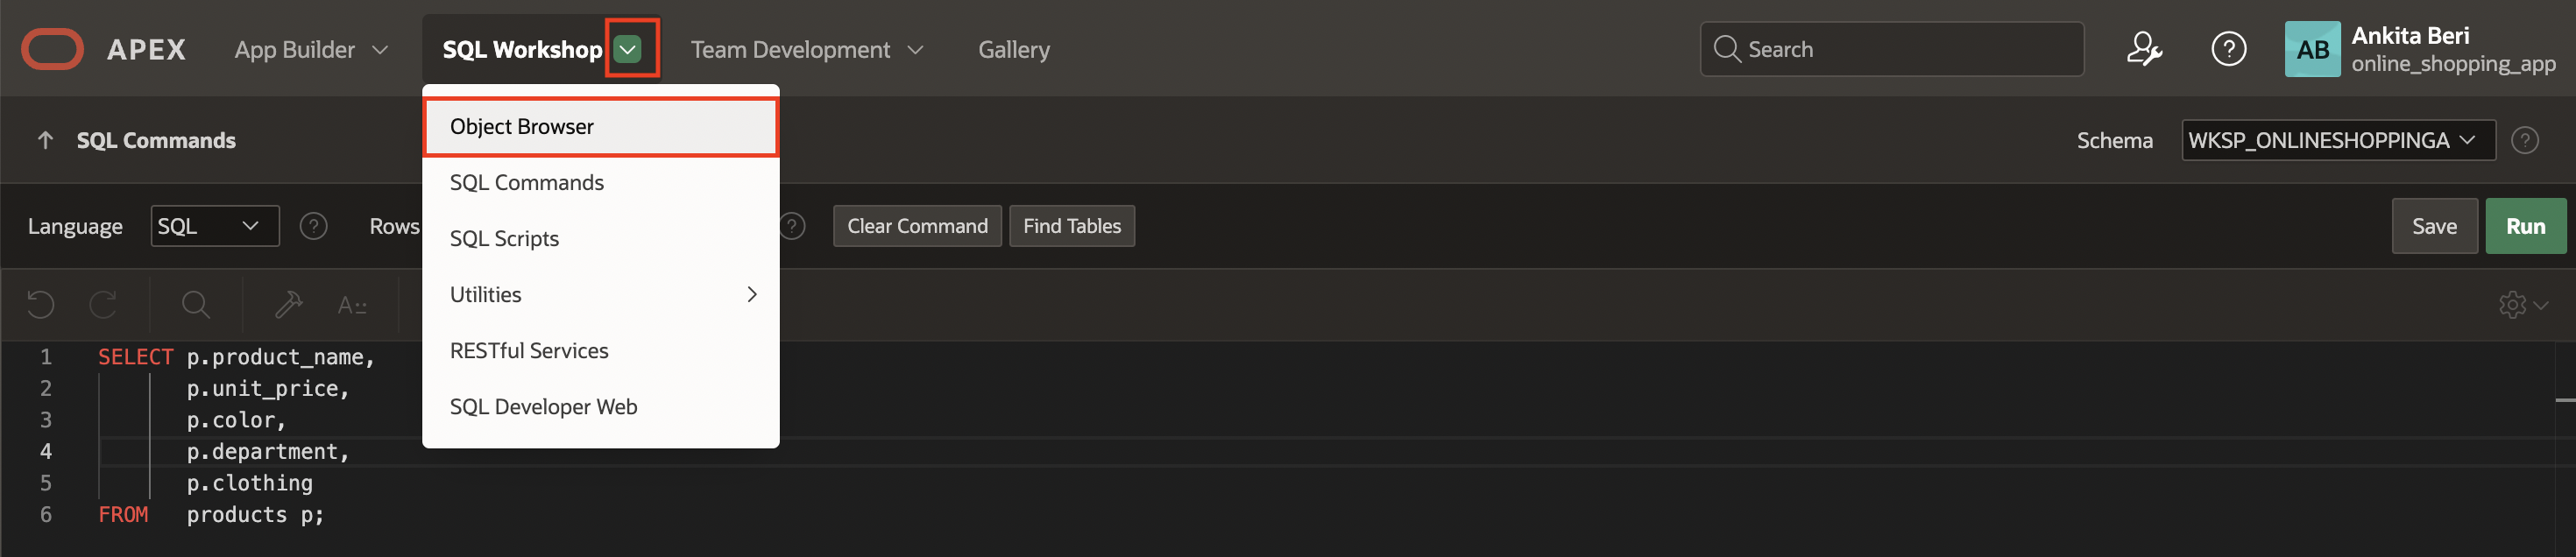 APEX App Builder SQL Workshop Team Development Gallery Search ? AB Ankita Beri
online_shopping_app
SQL Commands Schema WKSP_ONLINESHOPPINGA ?
Object Browser
SQL Commands
SQL Scripts
Utilities
RESTful Services
SQL Developer Web
Language SQL ? Rows ? Clear Command Find Tables Save Run
A
1 SELECT p.product_name,
2 p.unit_price,
3 p.color,
4 p.department,
5 p.clothing
6 FROM products p;